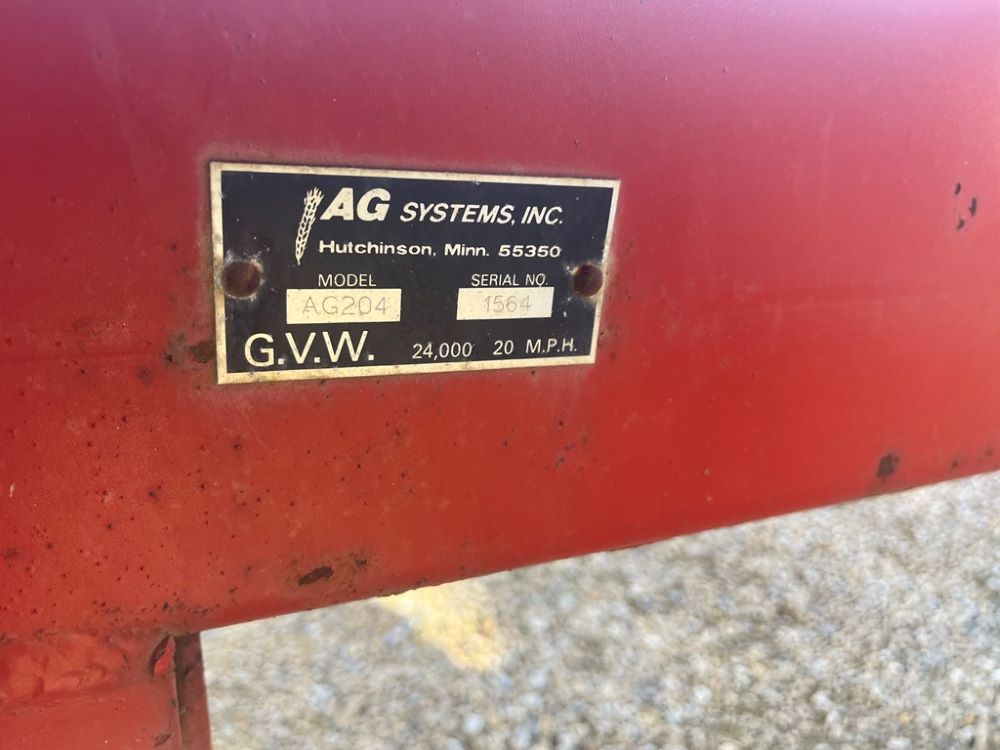 AG SYSTEMS, INC.
Hutchinson, Minn. 55350
MODEL SERIAL NO.
AG204 1564
G.V.W. 24,000 20 M.P.H.